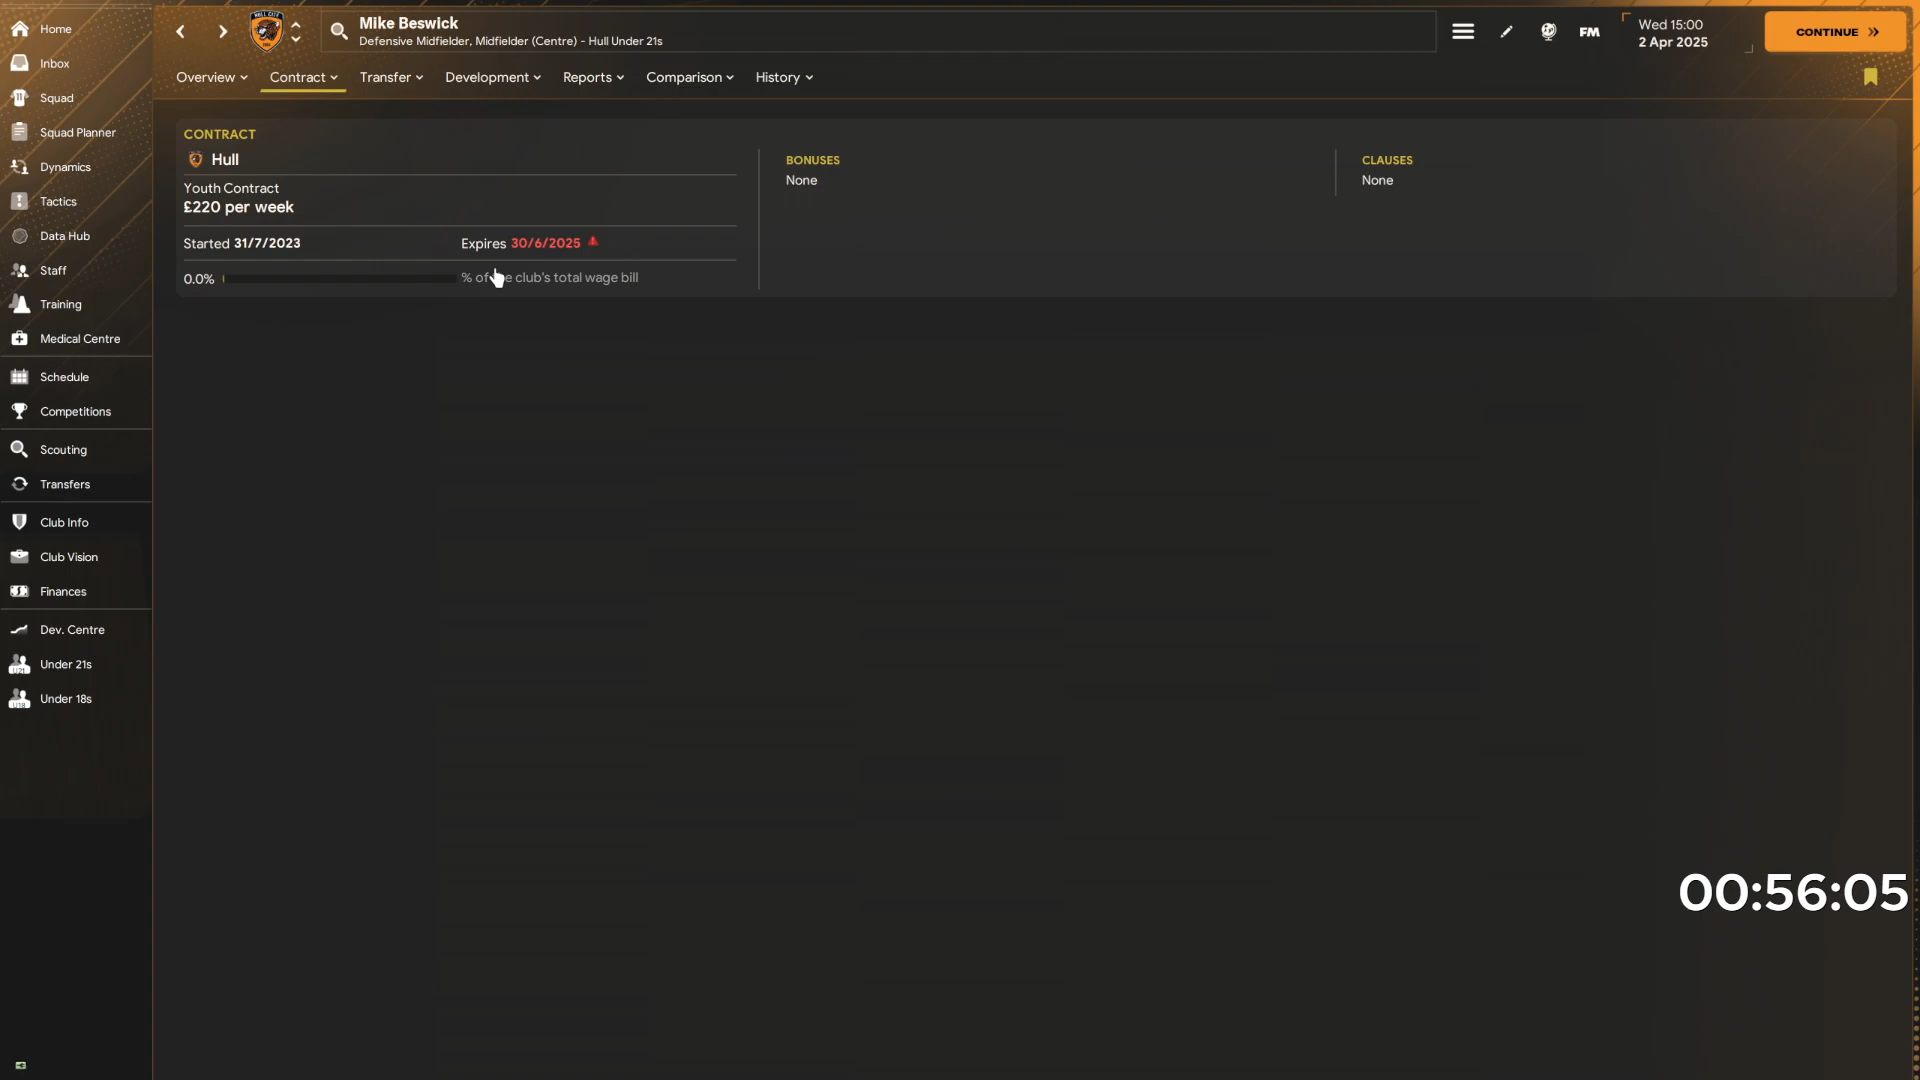 Home
Inbox
Squad
Squad Planner
Dynamics
Tactics
Data Hub
Staff
Training
Medical Centre
Schedule
Competitions
Scouting
Transfers
Club Info
Club Vision
Finances
Dev. Centre
Under 21s
Under 18s
Mike Beswick
Defensive Midfielder, Midfielder (Centre) - Hull Under 21s
FM
Wed 15:00
2 Apr 2025
CONTINUE
Overview Contract Transfer Development Reports Comparison History
CONTRACT
Hull
Youth Contract
£220 per week
Started 31/7/2023 Expires 30/6/2025
0.0% % of club's total wage bill
BONUSES
None
CLAUSES
None
00:56:05